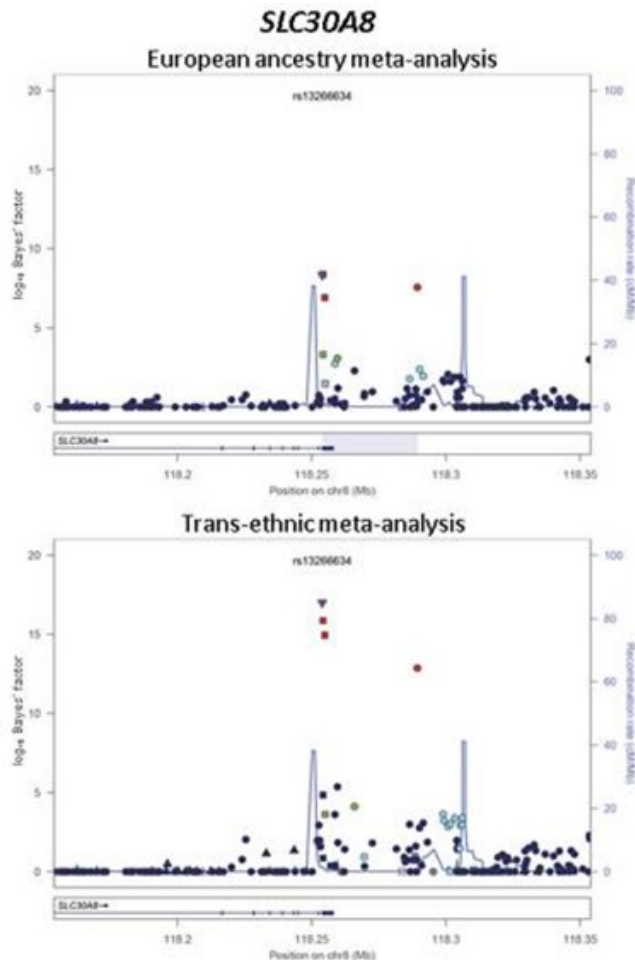 SLC30A8
European ancestry meta-analysis
rs13266634
20
15
10
5
0
100
80
60
40
20
0
log₁₀ Bayes' factor
Recombination rate (cM/Mb)
SLC30A8→
118.2 118.25 118.3 118.35
Position on chr8 (Mb)
Trans-ethnic meta-analysis
rs13266634
20
15
10
5
0
100
80
60
40
20
0
log₁₀ Bayes' factor
Recombination rate (cM/Mb)
SLC30A8→
118.2 118.25 118.3 118.35
Position on chr8 (Mb)